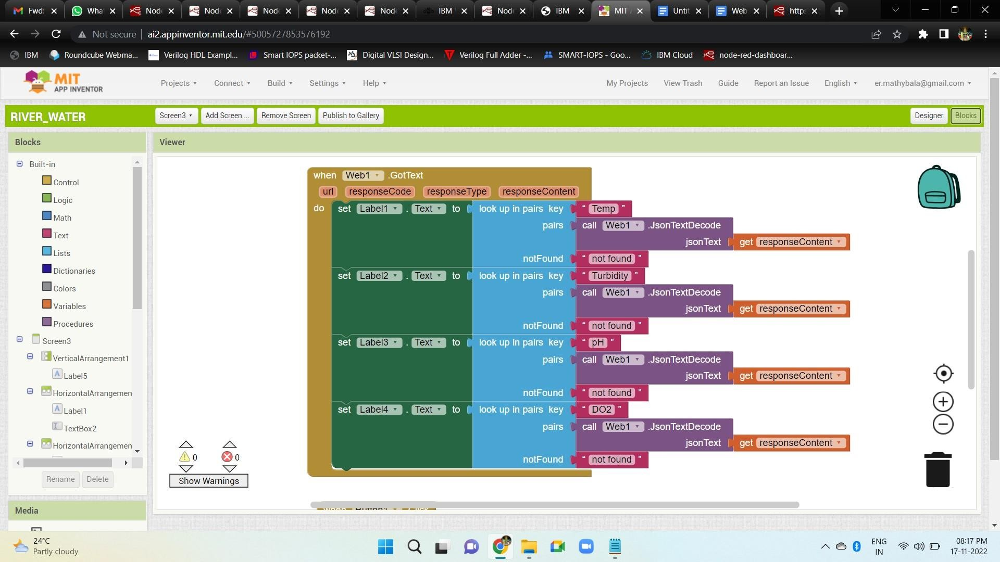 Fwd:
What
Node
Node
Node
Node
Node
IBM
Node
IBM
MIT
Untit
Web
https
Not secure
ai2.appinventor.mit.edu/#5005727853576192
IBM
Roundcube Webma...
Verilog HDL Exampl...
Smart IOPS packet-...
Digital VLSI Design...
Verilog Full Adder -...
SMART-IOPS - Goo...
IBM Cloud
node-red-dashboar...
MIT
APP INVENTOR
Projects
Connect
Build
Settings
Help
My Projects
View Trash
Guide
Report an Issue
English
er.mathybala@gmail.com
RIVER_WATER
Screen3
Add Screen ...
Remove Screen
Publish to Gallery
Designer
Blocks
Blocks
Built-in
Control
Logic
Math
Text
Lists
Dictionaries
Colors
Variables
Procedures
Screen3
VerticalArrangement1
Label5
HorizontalArrangemen
Label1
TextBox2
HorizontalArrangemen
Rename
Delete
Media
Viewer
when Web1 .GotText
url responseCode responseType responseContent
do set Label1 . Text to look up in pairs key “ Temp ”
pairs call Web1 .JsonTextDecode
jsonText get responseContent
notFound “ not found ”
set Label2 . Text to look up in pairs key “ Turbidity ”
pairs call Web1 .JsonTextDecode
jsonText get responseContent
notFound “ not found ”
set Label3 . Text to look up in pairs key “ pH ”
pairs call Web1 .JsonTextDecode
jsonText get responseContent
notFound “ not found ”
set Label4 . Text to look up in pairs key “ DO2 ”
pairs call Web1 .JsonTextDecode
jsonText get responseContent
notFound “ not found ”
when Button1 .Click
0
0
Show Warnings
24°C
Partly cloudy
ENG
IN
08:17 PM
17-11-2022